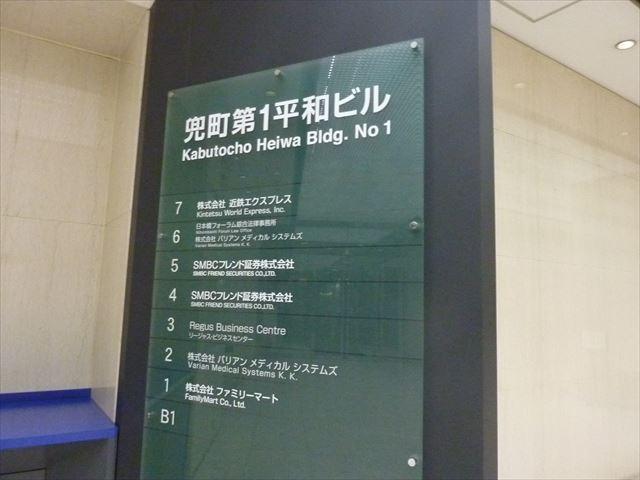 兜町第1平和ビル
Kabutocho Heiwa Bldg. No 1
7 株式会社 近鉄エクスプレス
Kintetsu World Express, Inc.
日本橋フォーラム綜合法律事務所
Nihonbashi Forum Law Office
6 株式会社 バリアン メディカル システムズ
Varian Medical Systems K. K.
5 SMBCフレンド証券株式会社
SMBC FRIEND SECURITIES CO.,LTD.
4 SMBCフレンド証券株式会社
SMBC FRIEND SECURITIES CO.,LTD.
3 Regus Business Centre
リージャス・ビジネスセンター
2 株式会社 バリアン メディカル システムズ
Varian Medical Systems K. K.
1 株式会社 ファミリーマート
FamilyMart Co., Ltd.
B1